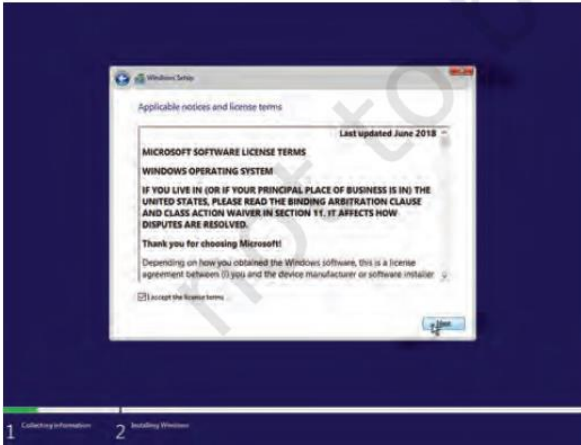 Windows Setup
Applicable notices and license terms
Last updated June 2018
MICROSOFT SOFTWARE LICENSE TERMS
WINDOWS OPERATING SYSTEM
IF YOU LIVE IN (OR IF YOUR PRINCIPAL PLACE OF BUSINESS IS IN) THE
UNITED STATES, PLEASE READ THE BINDING ARBITRATION CLAUSE
AND CLASS ACTION WAIVER IN SECTION 11. IT AFFECTS HOW
DISPUTES ARE RESOLVED.
Thank you for choosing Microsoft!
Depending on how you obtained the Windows software, this is a license
agreement between (i) you and the device manufacturer or software installer
I accept the license terms
Next
1 Collecting information
2 Installing Windows
not to b